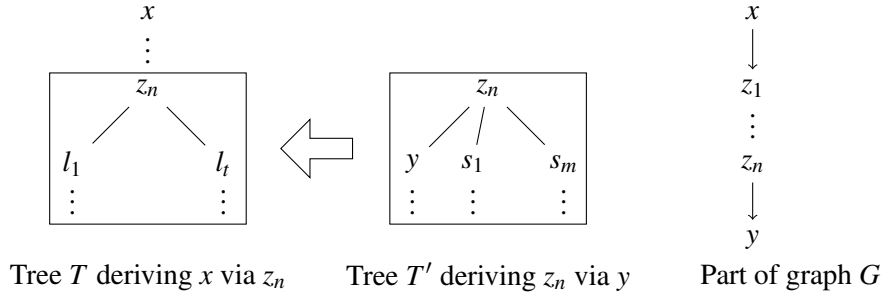 x
⋮
z_n
l_1 l_t
⋮ ⋮
Tree T deriving x via z_n
z_n
y s_1 s_m
⋮ ⋮ ⋮
Tree T′ deriving z_n via y
x
z_1
⋮
z_n
y
Part of graph G